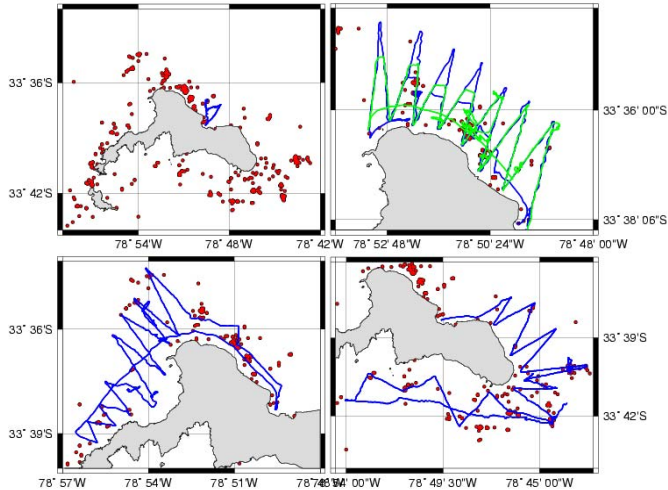 33° 36'S
33° 42'S
78° 54'W
78° 48'W
78° 42'W
33° 36' 00"S
33° 38' 06"S
78° 52' 48"W
78° 50' 24"W
78° 48' 00"W
33° 36'S
33° 39'S
78° 57'W
78° 54'W
78° 51'W
33° 39'S
33° 42'S
78° 49'30"W
78° 45' 00"W